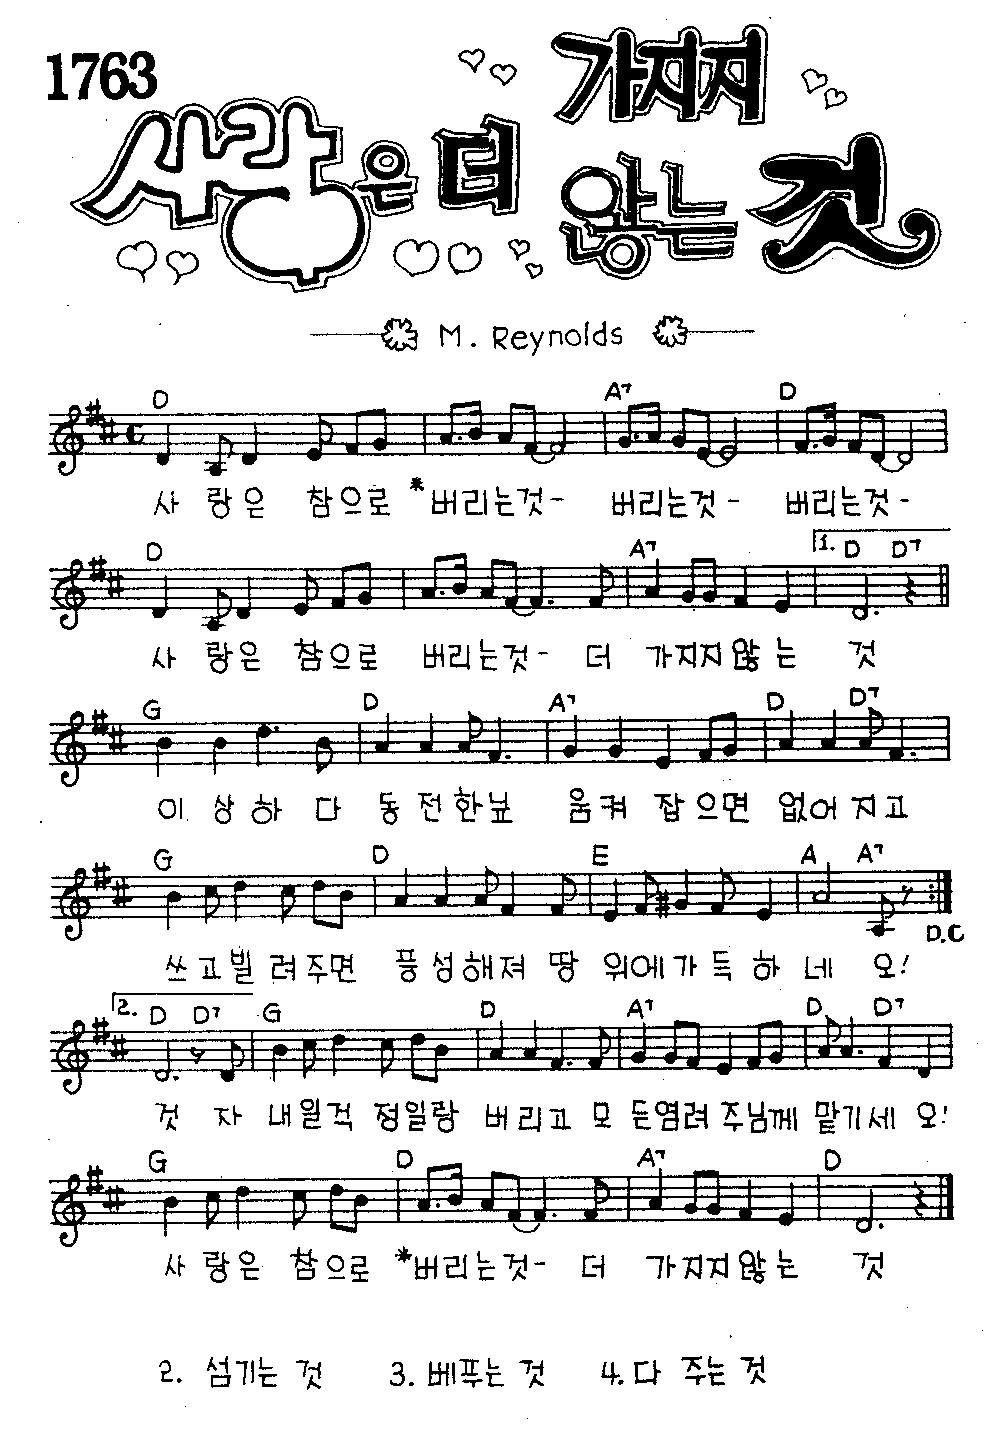 1763
사랑은 더 가지지 않는 것
M. Reynolds
D A7 D
사 랑은 참으로 *버리는것- 버리는것- 버리는것-
D A7 1. D D7
사 랑은 참으로 버리는것- 더 가지지않는 것
G D A7 D D7
이 상하 다 동전한닢 움켜 잡으면 없어지고
G D E A A7
쓰고빌 려주면 풍성해져 땅 위에가득하네 오!
D.C
2. D D7 G D A7 D D7
것 자 내일걱 정일랑 버리고 모 든염려 주님께 맡기세 오!
G D A7 D
사 랑은 참으로 *버리는것- 더 가지지않는 것
2. 섬기는 것 3. 베푸는 것 4. 다 주는 것